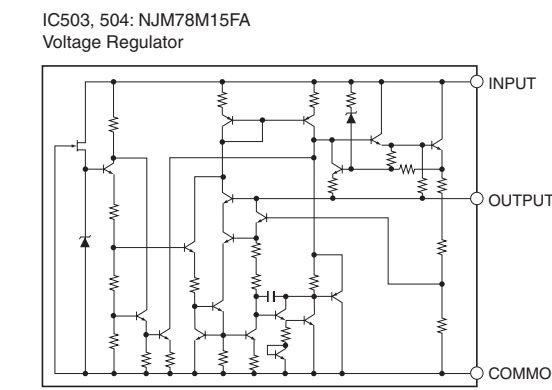 IC503, 504: NJM78M15FA
Voltage Regulator
INPUT
OUTPUT
COMMO